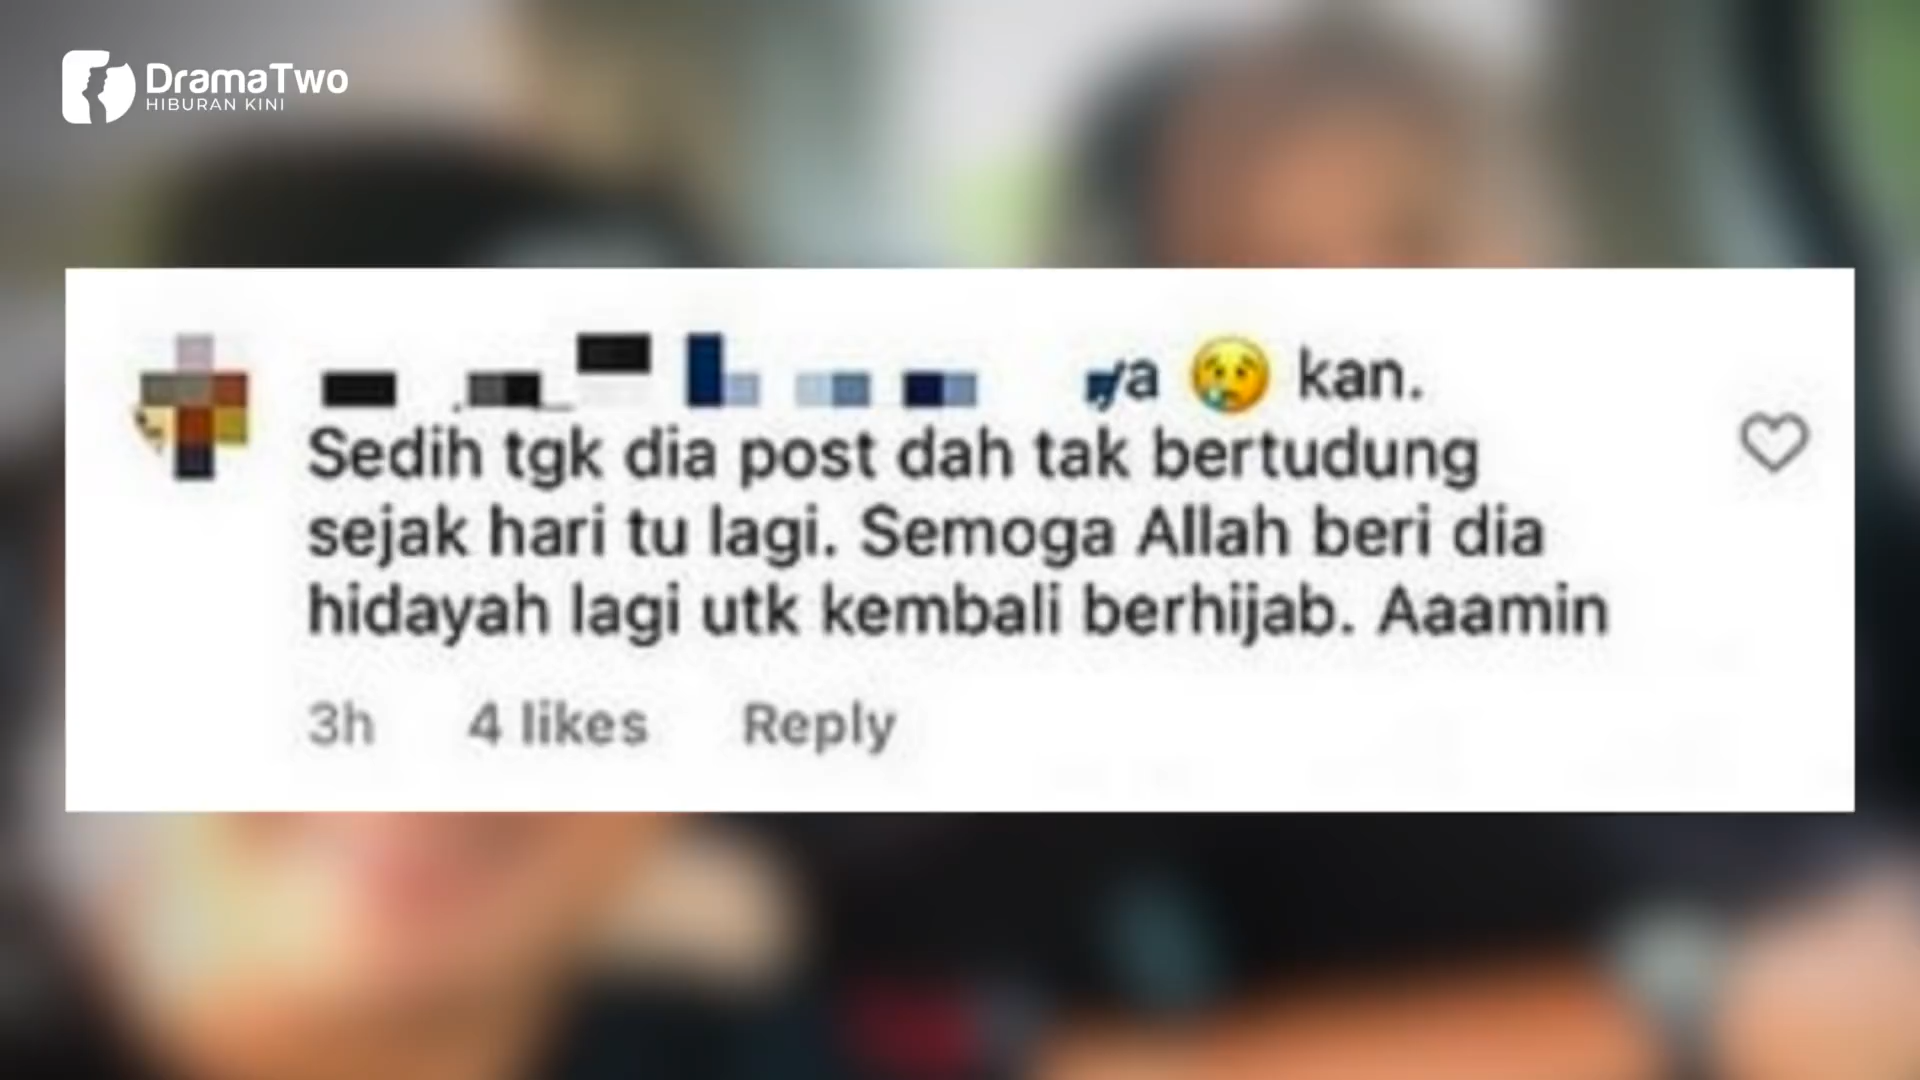 DramaTwo
HIBURAN KINI
ya 😢 kan.
Sedih tgk dia post dah tak bertudung
sejak hari tu lagi. Semoga Allah beri dia
hidayah lagi utk kembali berhijab. Aaamin
3h 4 likes Reply